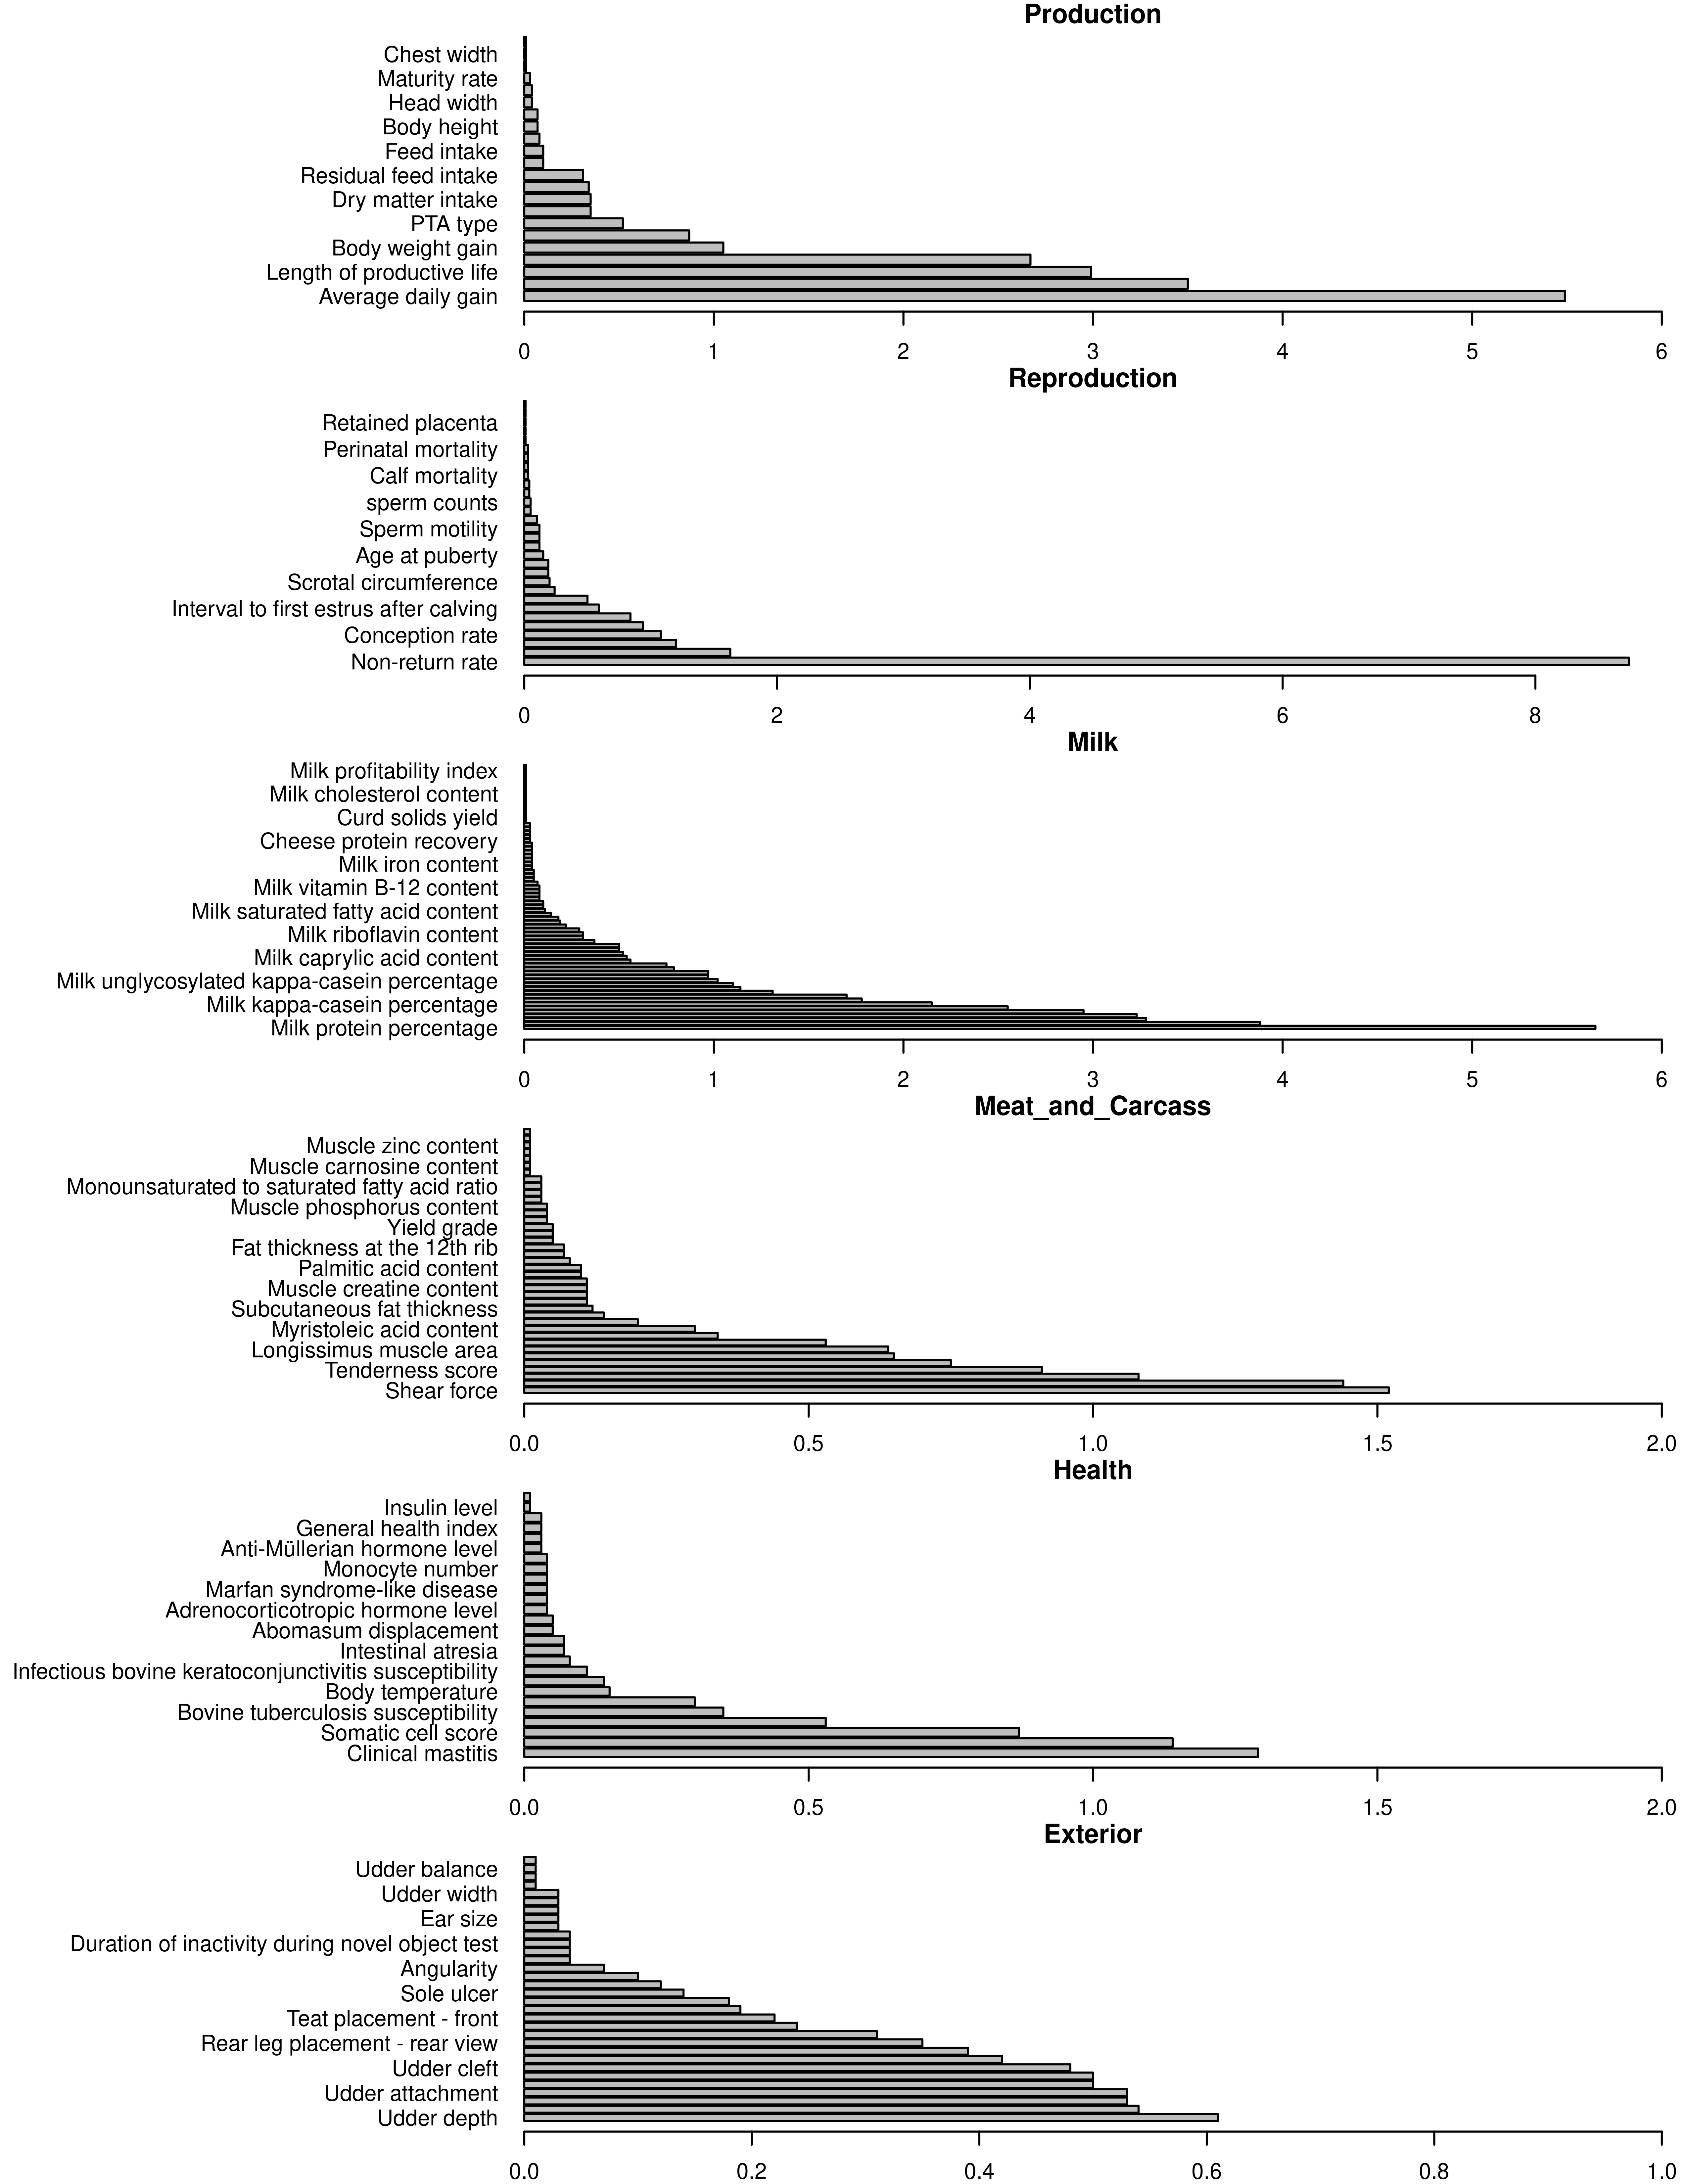 Production
Chest width
Maturity rate
Head width
Body height
Feed intake
Residual feed intake
Dry matter intake
PTA type
Body weight gain
Length of productive life
Average daily gain
0 1 2 3 4 5 6
Reproduction
Retained placenta
Perinatal mortality
Calf mortality
sperm counts
Sperm motility
Age at puberty
Scrotal circumference
Interval to first estrus after calving
Conception rate
Non-return rate
0 2 4 6 8
Milk
Milk profitability index
Milk cholesterol content
Curd solids yield
Cheese protein recovery
Milk iron content
Milk vitamin B-12 content
Milk saturated fatty acid content
Milk riboflavin content
Milk caprylic acid content
Milk unglycosylated kappa-casein percentage
Milk kappa-casein percentage
Milk protein percentage
0 1 2 3 4 5 6
Meat_and_Carcass
Muscle zinc content
Muscle carnosine content
Monounsaturated to saturated fatty acid ratio
Muscle phosphorus content
Yield grade
Fat thickness at the 12th rib
Palmitic acid content
Muscle creatine content
Subcutaneous fat thickness
Myristoleic acid content
Longissimus muscle area
Tenderness score
Shear force
0.0 0.5 1.0 1.5 2.0
Health
Insulin level
General health index
Anti-Müllerian hormone level
Monocyte number
Marfan syndrome-like disease
Adrenocorticotropic hormone level
Abomasum displacement
Intestinal atresia
Infectious bovine keratoconjunctivitis susceptibility
Body temperature
Bovine tuberculosis susceptibility
Somatic cell score
Clinical mastitis
0.0 0.5 1.0 1.5 2.0
Exterior
Udder balance
Udder width
Ear size
Duration of inactivity during novel object test
Angularity
Sole ulcer
Teat placement - front
Rear leg placement - rear view
Udder cleft
Udder attachment
Udder depth
0.0 0.2 0.4 0.6 0.8 1.0